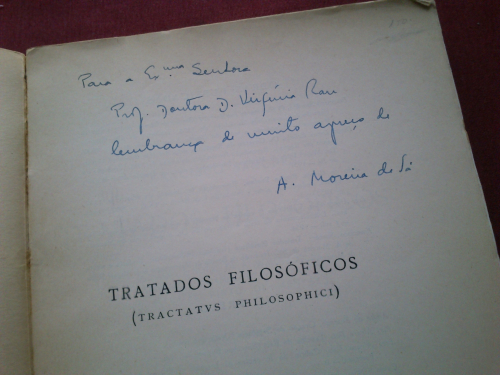 Para a Ex.ma Senhora
Prof. Doutora D. Virgínia Rau
lembrança de muito apreço do
A. Moreira de Sá
TRATADOS FILOSÓFICOS
(TRACTATVS PHILOSOPHICI)